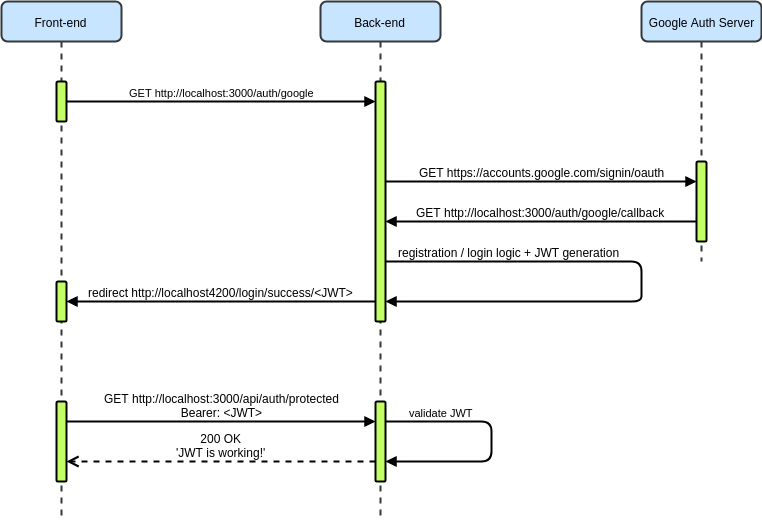 Front-end
Back-end
Google Auth Server
GET http://localhost:3000/auth/google
GET https://accounts.google.com/signin/oauth
GET http://localhost:3000/auth/google/callback
registration / login logic + JWT generation
redirect http://localhost4200/login/success/<JWT>
GET http://localhost:3000/api/auth/protected
Bearer: <JWT>
validate JWT
200 OK
'JWT is working!'